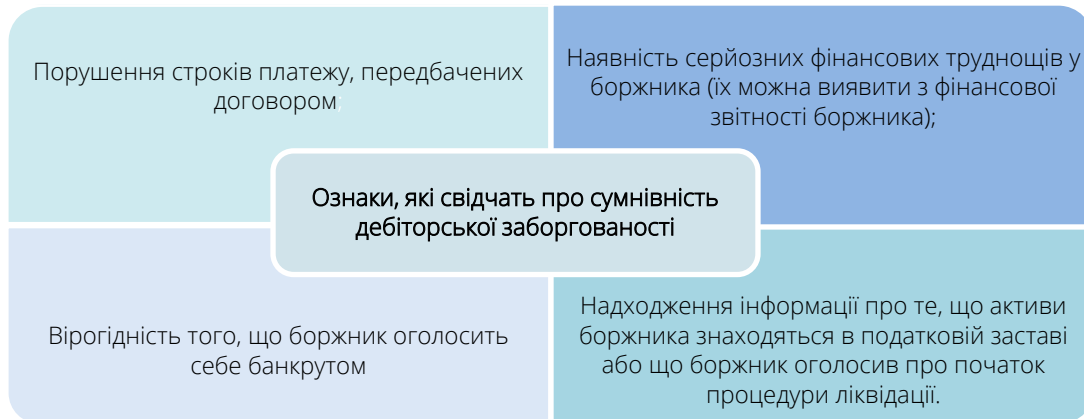 Порушення строків платежу, передбачених
договором;
Наявність серйозних фінансових труднощів у
боржника (їх можна виявити з фінансової
звітності боржника);
Ознаки, які свідчать про сумнівність
дебіторської заборгованості
Вірогідність того, що боржник оголосить
себе банкрутом
Надходження інформації про те, що активи
боржника знаходяться в податковій заставі
або що боржник оголосив про початок
процедури ліквідації.